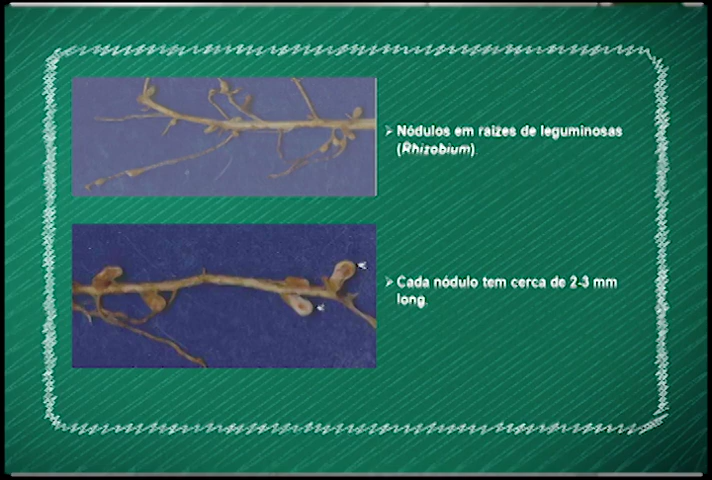 ➢ Nódulos em raízes de leguminosas
(Rhizobium).
➢ Cada nódulo tem cerca de 2-3 mm
long.